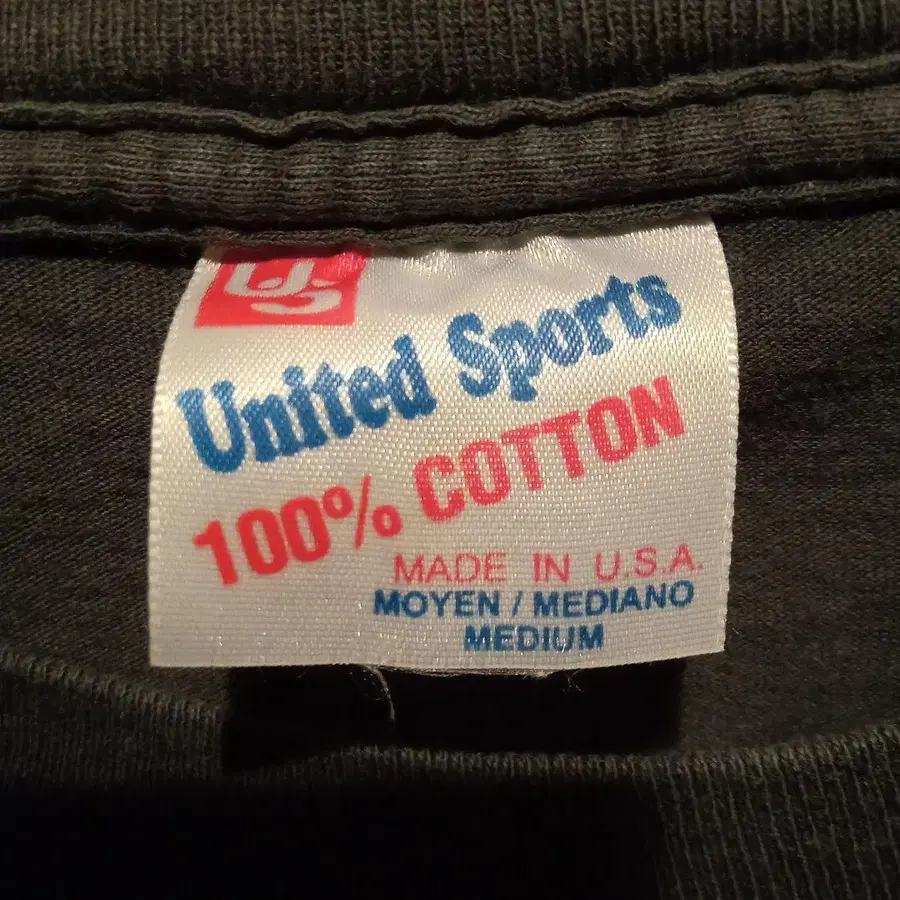 US
United Sports
100% COTTON
MADE IN U.S.A.
MOYEN / MEDIANO
MEDIUM